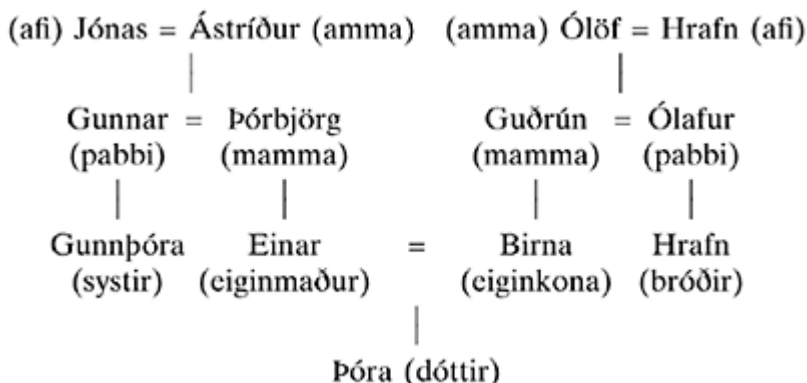 (afi) Jónas = Ástríður (amma) (amma) Ólöf = Hrafn (afi)
Gunnar = Þórbjörg Guðrún = Ólafur
(pabbi) (mamma) (mamma) (pabbi)
Gunnþóra Einar = Birna Hrafn
(systir) (eiginmaður) (eiginkona) (bróðir)
Þóra (dóttir)